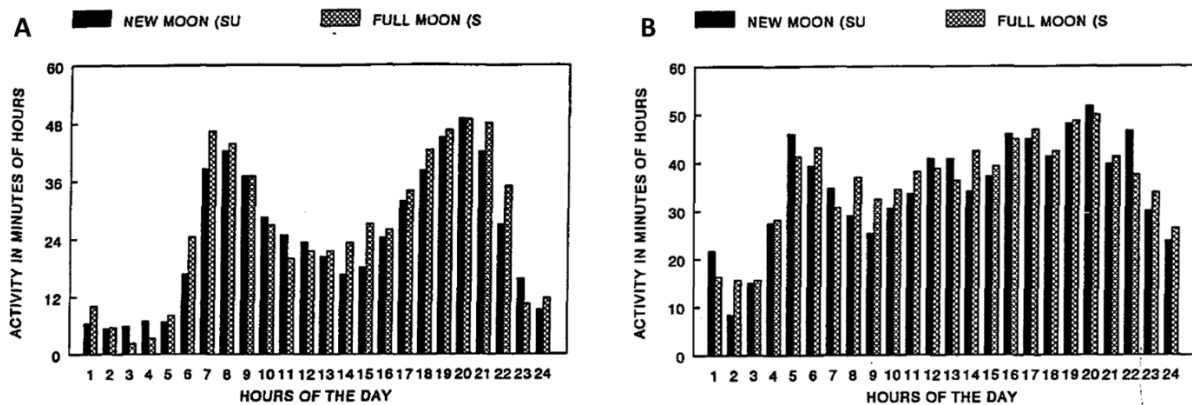 A
NEW MOON (SU
FULL MOON (S
ACTIVITY IN MINUTES OF HOURS
60
48
36
24
12
0
1 2 3 4 5 6 7 8 9 10 11 12 13 14 15 16 17 18 19 20 21 22 23 24
HOURS OF THE DAY
B
NEW MOON (SU
FULL MOON (S
ACTIVITY IN MINUTES OF HOURS
60
50
40
30
20
10
0
1 2 3 4 5 6 7 8 9 10 11 12 13 14 15 16 17 18 19 20 21 22 23 24
HOURS OF THE DAY